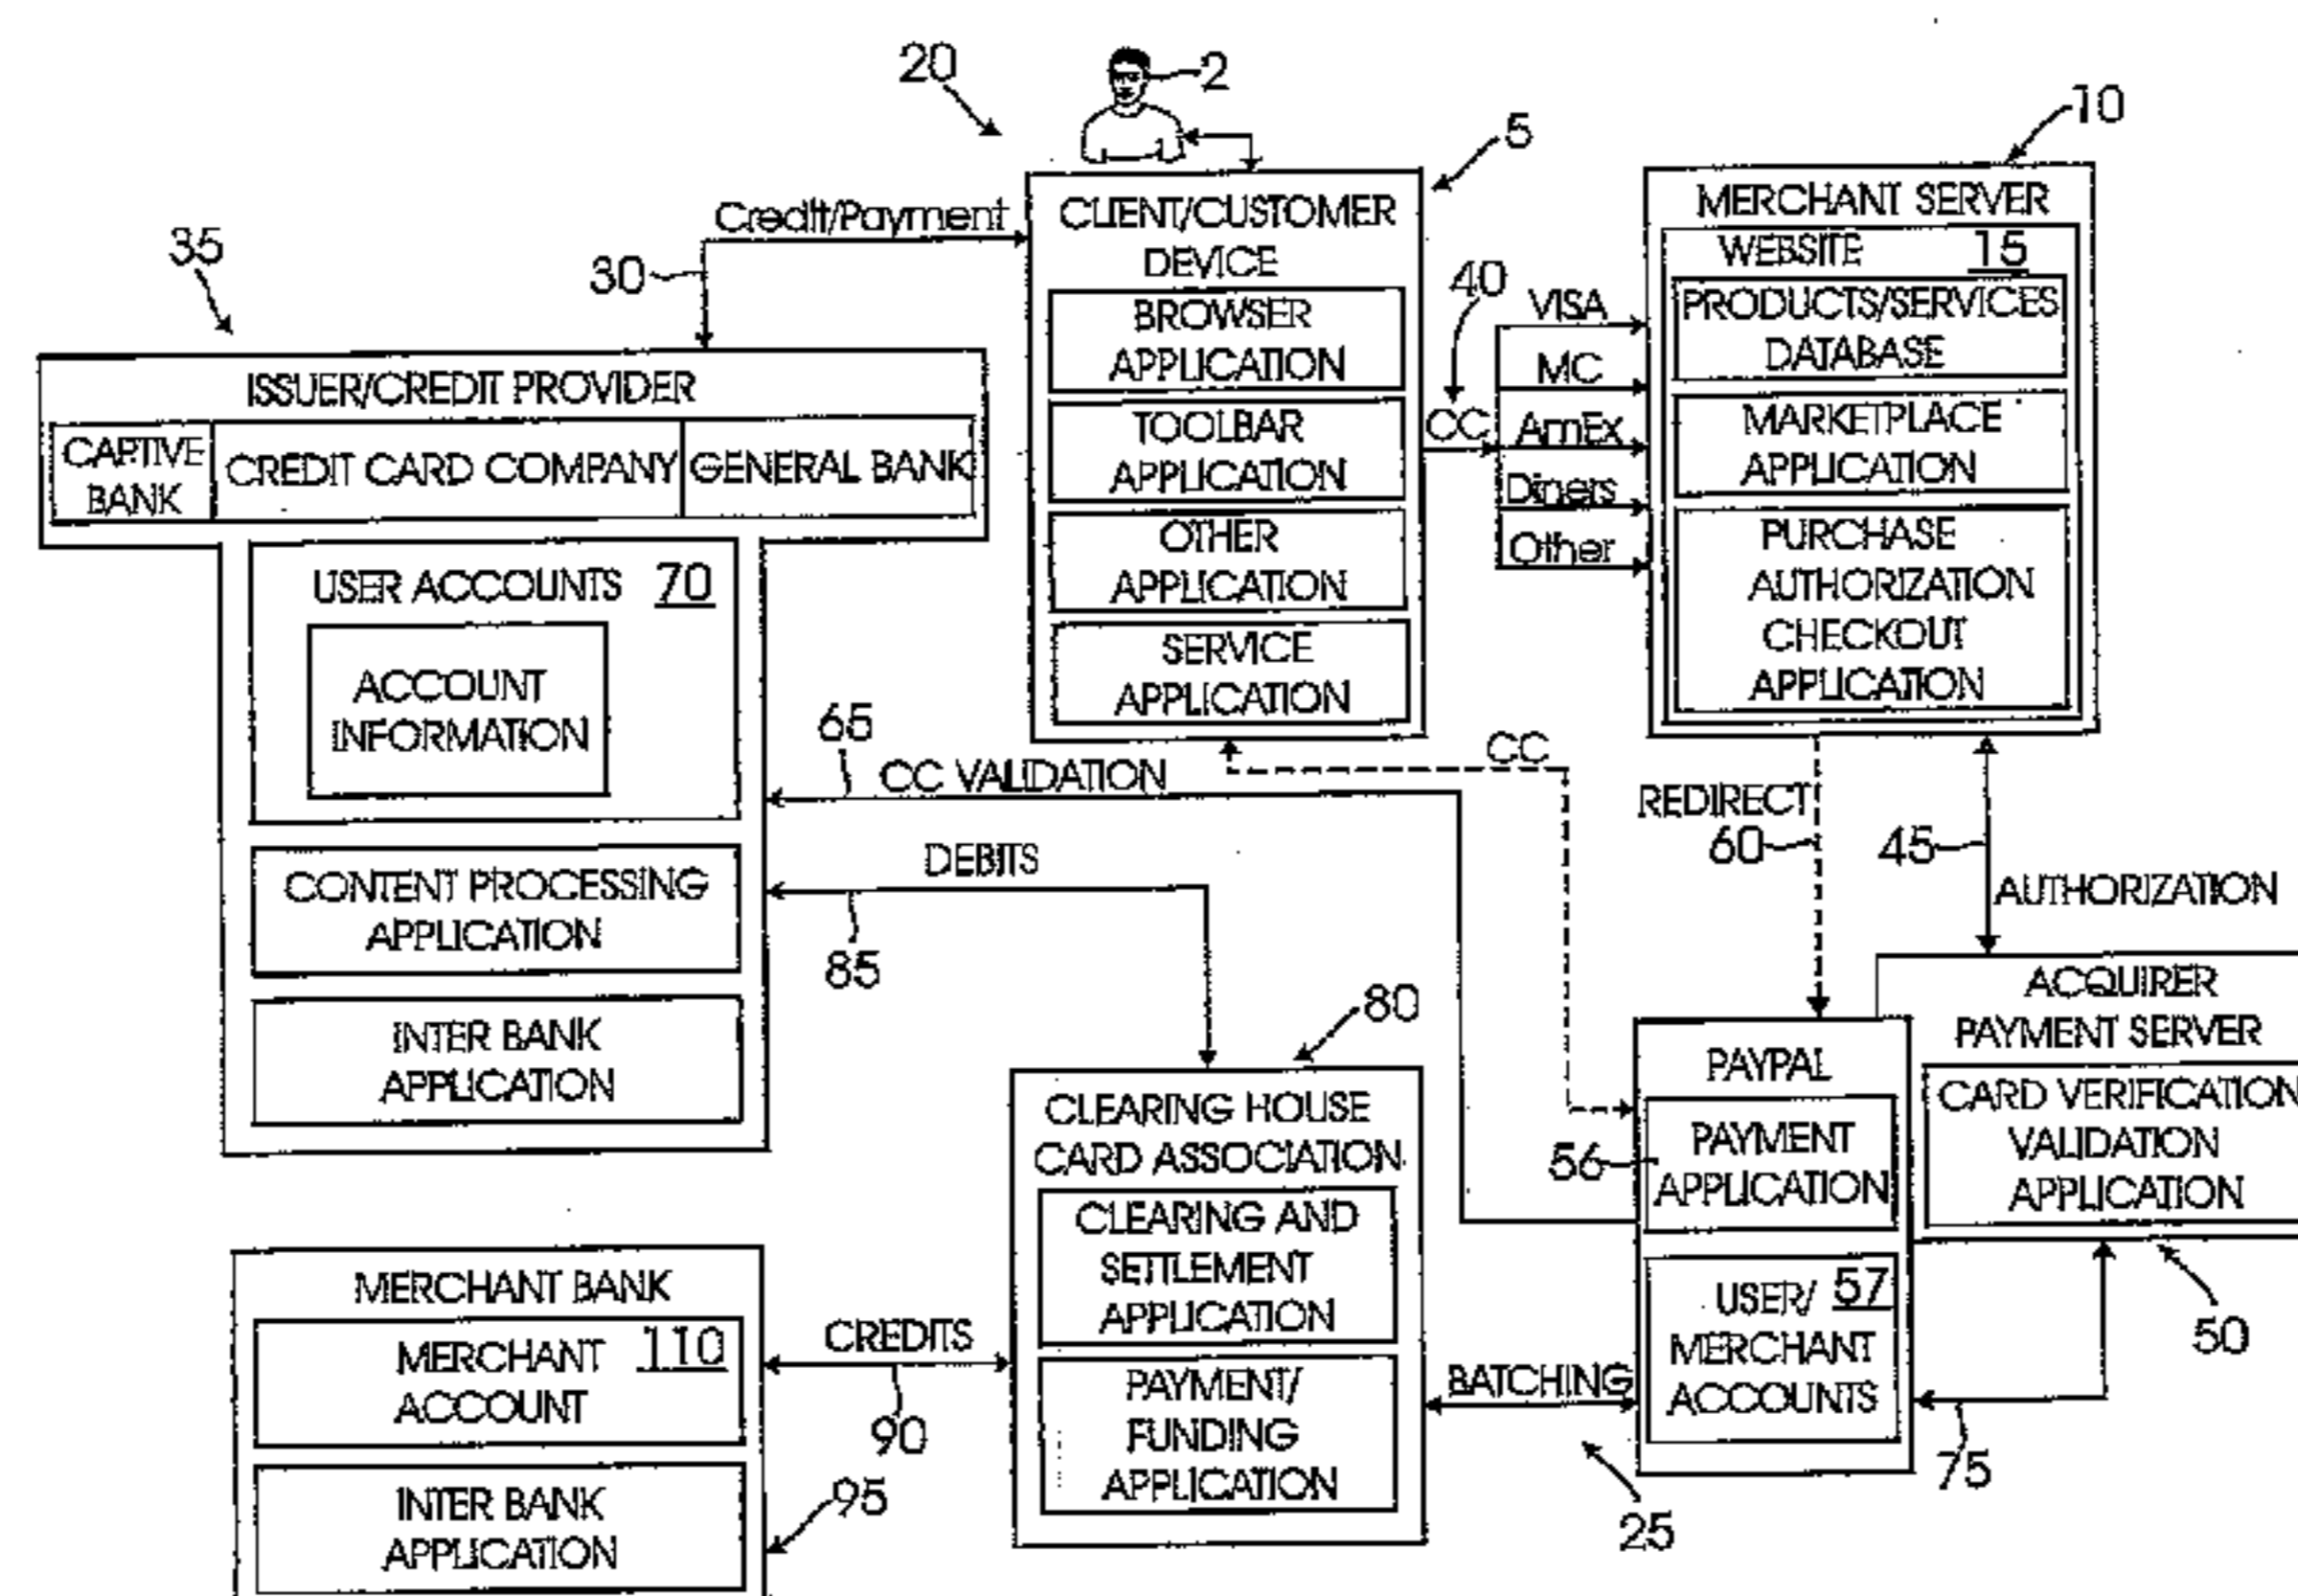 20
2
5
10
35
30
Credit/Payment
CLIENT/CUSTOMER
DEVICE
BROWSER
APPLICATION
TOOLBAR
APPLICATION
OTHER
APPLICATION
SERVICE
APPLICATION
40
CC
VISA
MC
AmEx
Diners
Other
MERCHANT SERVER
WEBSITE 15
PRODUCTS/SERVICES
DATABASE
MARKETPLACE
APPLICATION
PURCHASE
AUTHORIZATION
CHECKOUT
APPLICATION
ISSUER/CREDIT PROVIDER
CAPTIVE
BANK
CREDIT CARD COMPANY
GENERAL BANK
USER ACCOUNTS 70
ACCOUNT
INFORMATION
CONTENT PROCESSING
APPLICATION
INTER BANK
APPLICATION
65
CC VALIDATION
CC
DEBITS
85
REDIRECT
60
45
AUTHORIZATION
80
CLEARING HOUSE
CARD ASSOCIATION
CLEARING AND
SETTLEMENT
APPLICATION
PAYMENT/
FUNDING
APPLICATION
PAYPAL
56
PAYMENT
APPLICATION
USER/ 57
MERCHANT
ACCOUNTS
ACQUIRER
PAYMENT SERVER
CARD VERIFICATION
VALIDATION
APPLICATION
50
75
BATCHING
25
MERCHANT BANK
MERCHANT 110
ACCOUNT
INTER BANK
APPLICATION
CREDITS
90
95